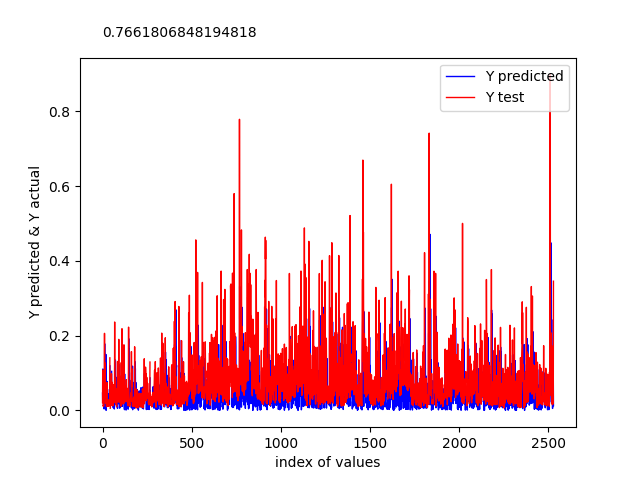 0.7661806848194818
Y predicted
Y test
0.8
0.6
0.4
0.2
0.0
Y predicted & Y actual
0 500 1000 1500 2000 2500
index of values